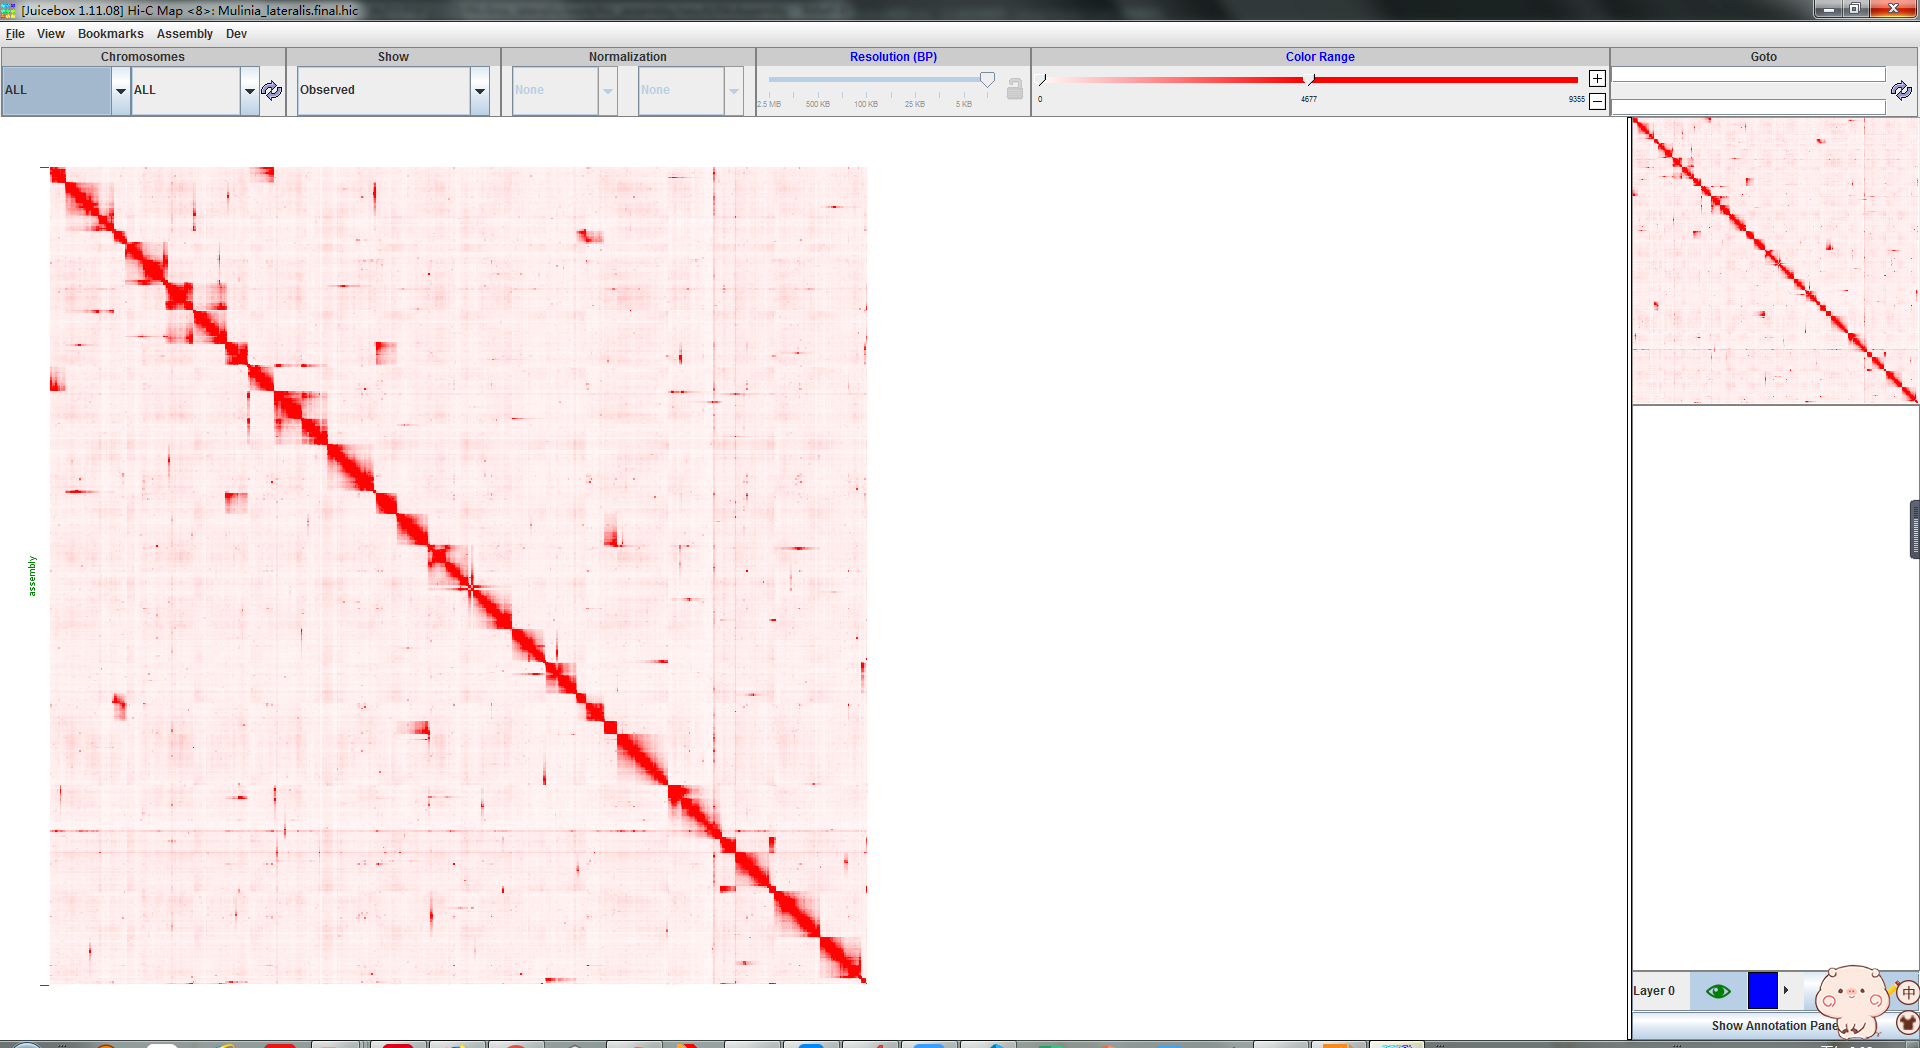 [Juicebox 1.11.08] Hi-C Map <8>: Mulinia_lateralis.final.hic
File View Bookmarks Assembly Dev
Chromosomes Show Normalization Resolution (BP) Color Range Goto
ALL ALL Observed None None
2.5 MB 500 KB 100 KB 25 KB 5 KB
0 4677 9355
assembly
Layer 0
中
Show Annotation Pane